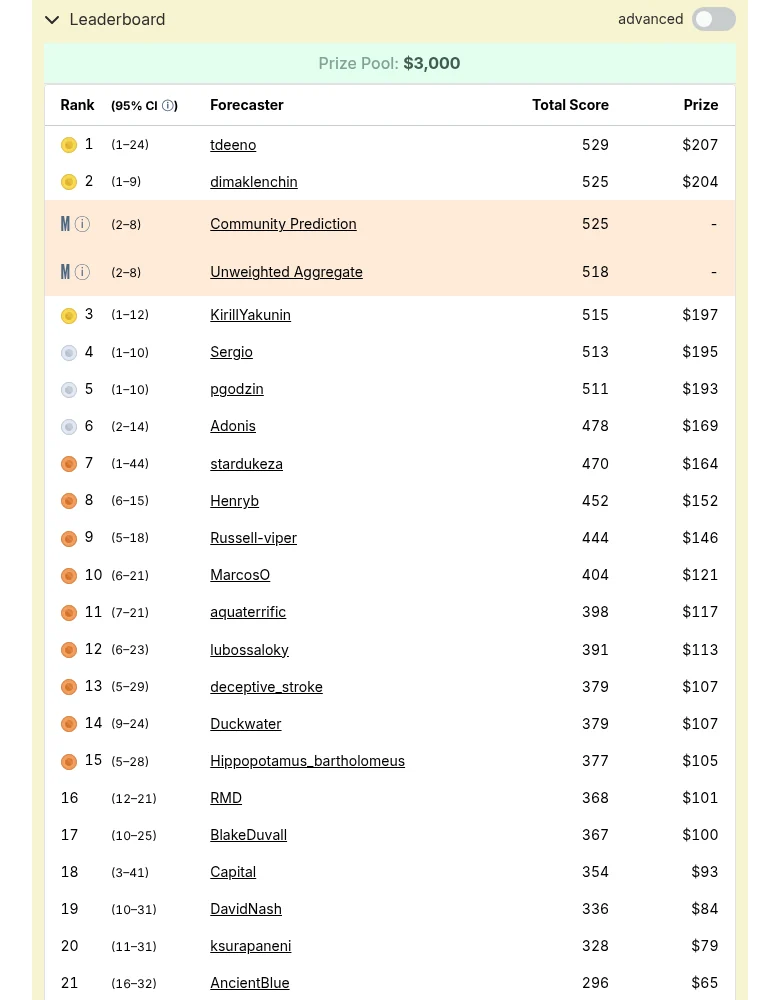 Leaderboard advanced
Prize Pool: $3,000
Rank (95% CI ⓘ) Forecaster Total Score Prize
1 (1–24) tdeeno 529 $207
2 (1–9) dimaklenchin 525 $204
M ⓘ (2–8) Community Prediction 525 -
M ⓘ (2–8) Unweighted Aggregate 518 -
3 (1–12) KirillYakunin 515 $197
4 (1–10) Sergio 513 $195
5 (1–10) pgodzin 511 $193
6 (2–14) Adonis 478 $169
7 (1–44) stardukeza 470 $164
8 (6–15) Henryb 452 $152
9 (5–18) Russell-viper 444 $146
10 (6–21) MarcosO 404 $121
11 (7–21) aquaterrific 398 $117
12 (6–23) lubossaloky 391 $113
13 (5–29) deceptive_stroke 379 $107
14 (9–24) Duckwater 379 $107
15 (5–28) Hippopotamus_bartholomeus 377 $105
16 (12–21) RMD 368 $101
17 (10–25) BlakeDuvall 367 $100
18 (3–41) Capital 354 $93
19 (10–31) DavidNash 336 $84
20 (11–31) ksurapaneni 328 $79
21 (16–32) AncientBlue 296 $65